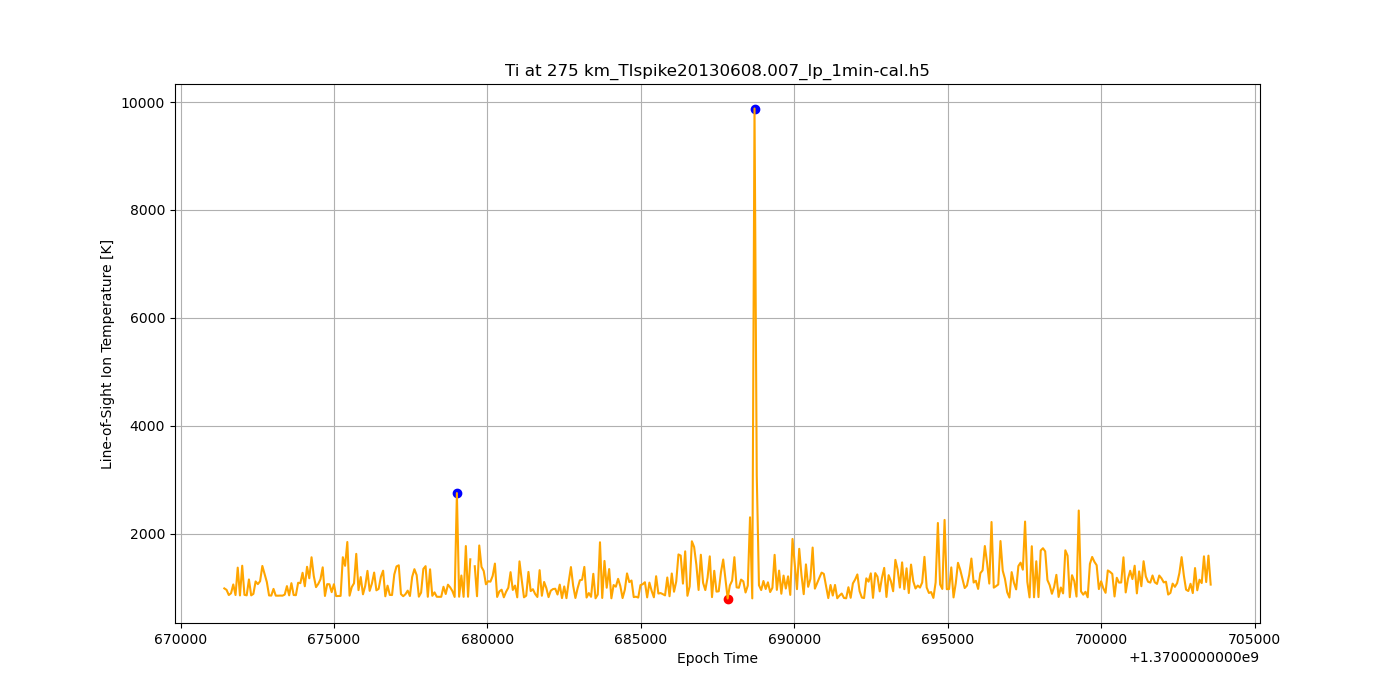 Ti at 275 km_TIspike20130608.007_lp_1min-cal.h5
10000
8000
6000
4000
2000
Line-of-Sight Ion Temperature [K]
670000 675000 680000 685000 690000 695000 700000 705000
Epoch Time
+1.3700000000e9